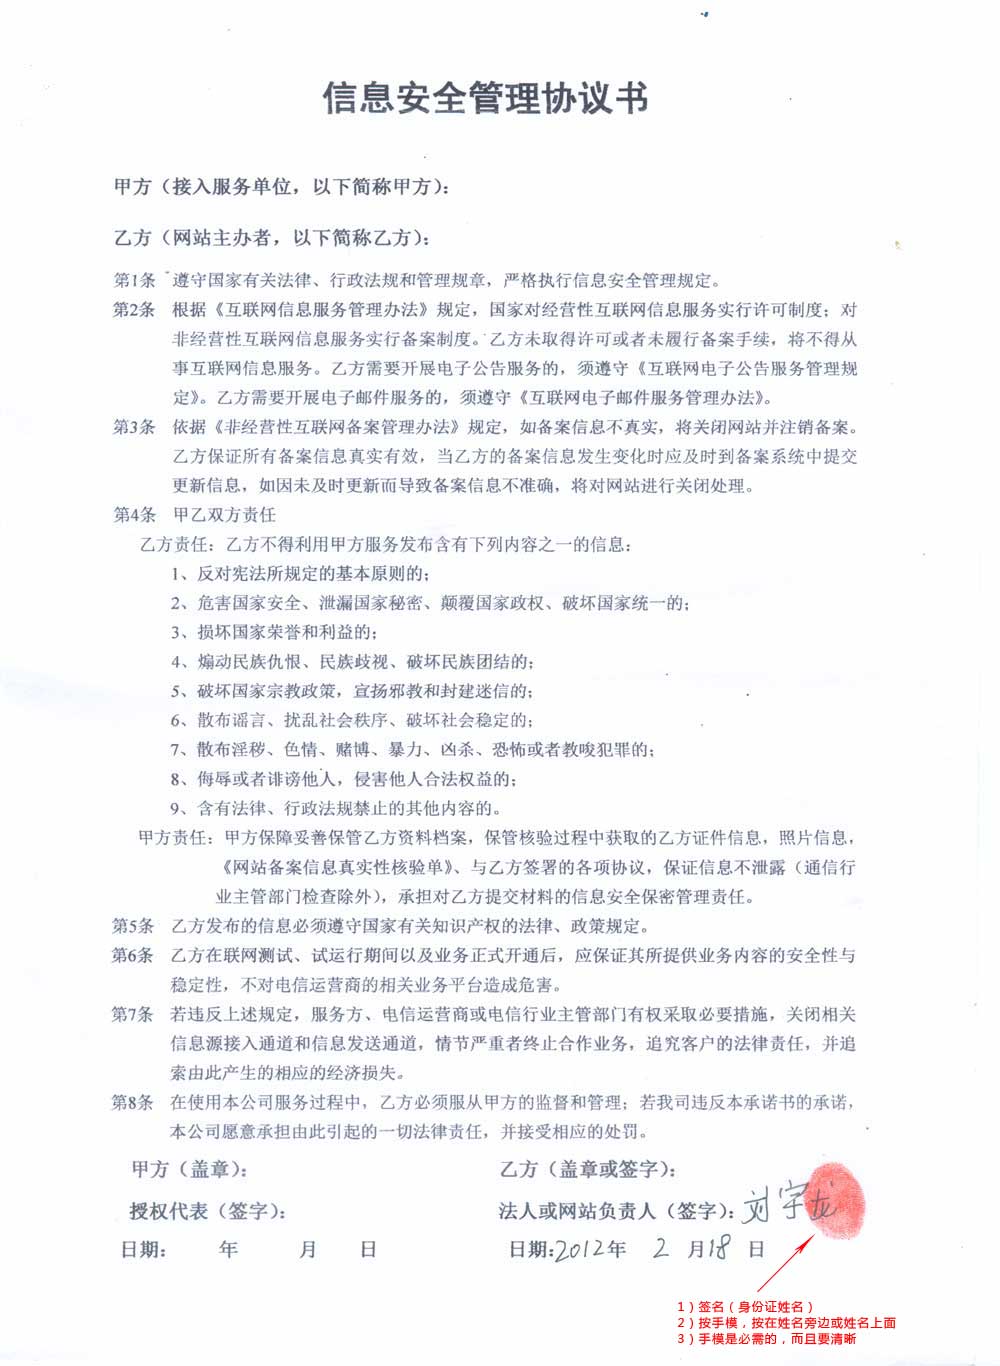 信息安全管理协议书
甲方（接入服务单位，以下简称甲方）：
乙方（网站主办者，以下简称乙方）：
第1条 遵守国家有关法律、行政法规和管理规章，严格执行信息安全管理规定。
第2条 根据《互联网信息服务管理办法》规定，国家对经营性互联网信息服务实行许可制度；对
非经营性互联网信息服务实行备案制度。乙方未取得许可或者未履行备案手续，将不得从
事互联网信息服务。乙方需要开展电子公告服务的，须遵守《互联网电子公告服务管理规
定》。乙方需要开展电子邮件服务的，须遵守《互联网电子邮件服务管理办法》。
第3条 依据《非经营性互联网备案管理办法》规定，如备案信息不真实，将关闭网站并注销备案。
乙方保证所有备案信息真实有效，当乙方的备案信息发生变化时应及时到备案系统中提交
更新信息，如因未及时更新而导致备案信息不准确，将对网站进行关闭处理。
第4条 甲乙双方责任
乙方责任：乙方不得利用甲方服务发布含有下列内容之一的信息：
1、反对宪法所规定的基本原则的；
2、危害国家安全、泄漏国家秘密、颠覆国家政权、破坏国家统一的；
3、损坏国家荣誉和利益的；
4、煽动民族仇恨、民族歧视、破坏民族团结的；
5、破坏国家宗教政策，宣扬邪教和封建迷信的；
6、散布谣言、扰乱社会秩序、破坏社会稳定的；
7、散布淫秽、色情、赌博、暴力、凶杀、恐怖或者教唆犯罪的；
8、侮辱或者诽谤他人，侵害他人合法权益的；
9、含有法律、行政法规禁止的其他内容的。
甲方责任：甲方保障妥善保管乙方资料档案，保管核验过程中获取的乙方证件信息，照片信息，
《网站备案信息真实性核验单》、与乙方签署的各项协议，保证信息不泄露（通信行
业主管部门检查除外），承担对乙方提交材料的信息安全保密管理责任。
第5条 乙方发布的信息必须遵守国家有关知识产权的法律、政策规定。
第6条 乙方在联网测试、试运行期间以及业务正式开通后，应保证其所提供业务内容的安全性与
稳定性，不对电信运营商的相关业务平台造成危害。
第7条 若违反上述规定，服务方、电信运营商或电信行业主管部门有权采取必要措施，关闭相关
信息源接入通道和信息发送通道，情节严重者终止合作业务，追究客户的法律责任，并追
索由此产生的相应的经济损失。
第8条 在使用本公司服务过程中，乙方必须服从甲方的监督和管理；若我司违反本承诺书的承诺，
本公司愿意承担由此引起的一切法律责任，并接受相应的处罚。
甲方（盖章）： 乙方（盖章或签字）：
授权代表（签字）： 法人或网站负责人（签字）：刘宇龙
日期： 年 月 日 日期：2012年 2 月18 日
1）签名（身份证姓名）
2）按手模，按在姓名旁边或姓名上面
3）手模是必需的，而且要清晰